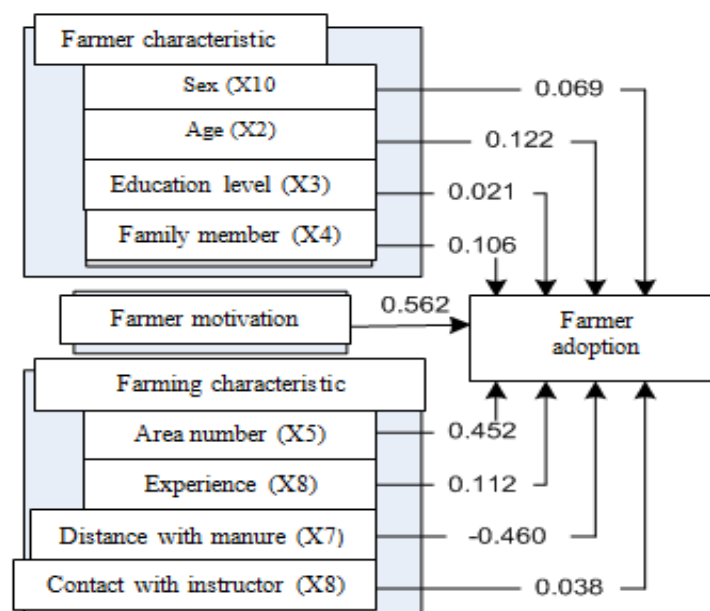 Farmer characteristic
Sex (X10
0.069
Age (X2)
0.122
Education level (X3)
0.021
Family member (X4)
0.106
Farmer motivation
0.562
Farmer
adoption
Farming characteristic
Area number (X5)
0.452
Experience (X8)
0.112
Distance with manure (X7)
-0.460
Contact with instructor (X8)
0.038